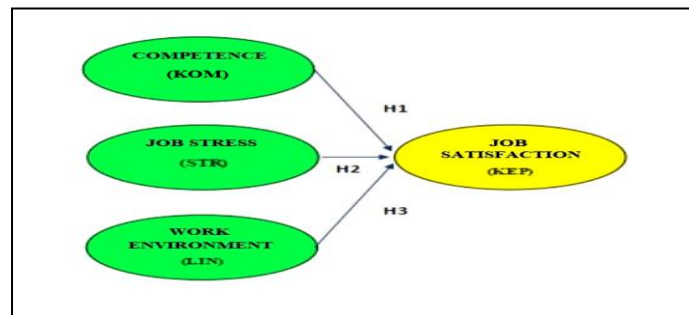 COMPETENCE
(KOM)
H1
JOB STRESS
(STR)
H2
JOB
SATISFACTION
(KEP)
H3
WORK
ENVIRONMENT
(LIN)